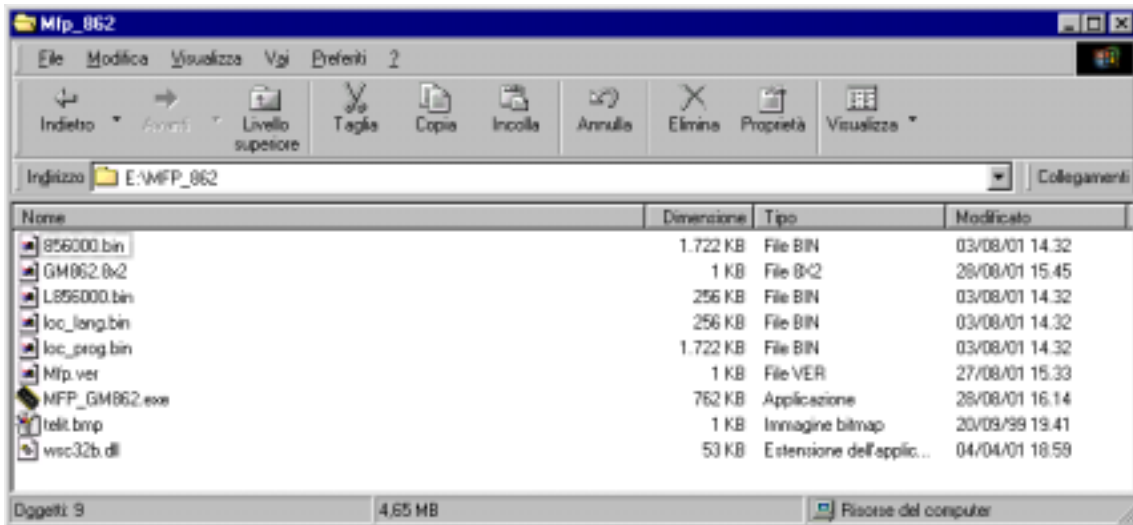 Mfp_862
File Modifica Visualizza Vai Preferiti ?
Indietro Avanti Livello superiore Taglia Copia Incolla Annulla Elimina Proprietà Visualizza
Indirizzo E:\MFP_862 Collegamenti
Nome Dimensione Tipo Modificato
856000.bin 1.722 KB File BIN 03/08/01 14.32
GM862.8x2 1 KB File 8X2 28/08/01 15.45
L856000.bin 256 KB File BIN 03/08/01 14.32
loc_lang.bin 256 KB File BIN 03/08/01 14.32
loc_prog.bin 1.722 KB File BIN 03/08/01 14.32
Mfp.ver 1 KB File VER 27/08/01 15.33
MFP_GM862.exe 762 KB Applicazione 28/08/01 16.14
telit.bmp 1 KB Immagine bitmap 20/09/99 19.41
wsc32b.dll 53 KB Estensione dell'applic... 04/04/01 18.59
Oggetti: 9 4,65 MB Risorse del computer